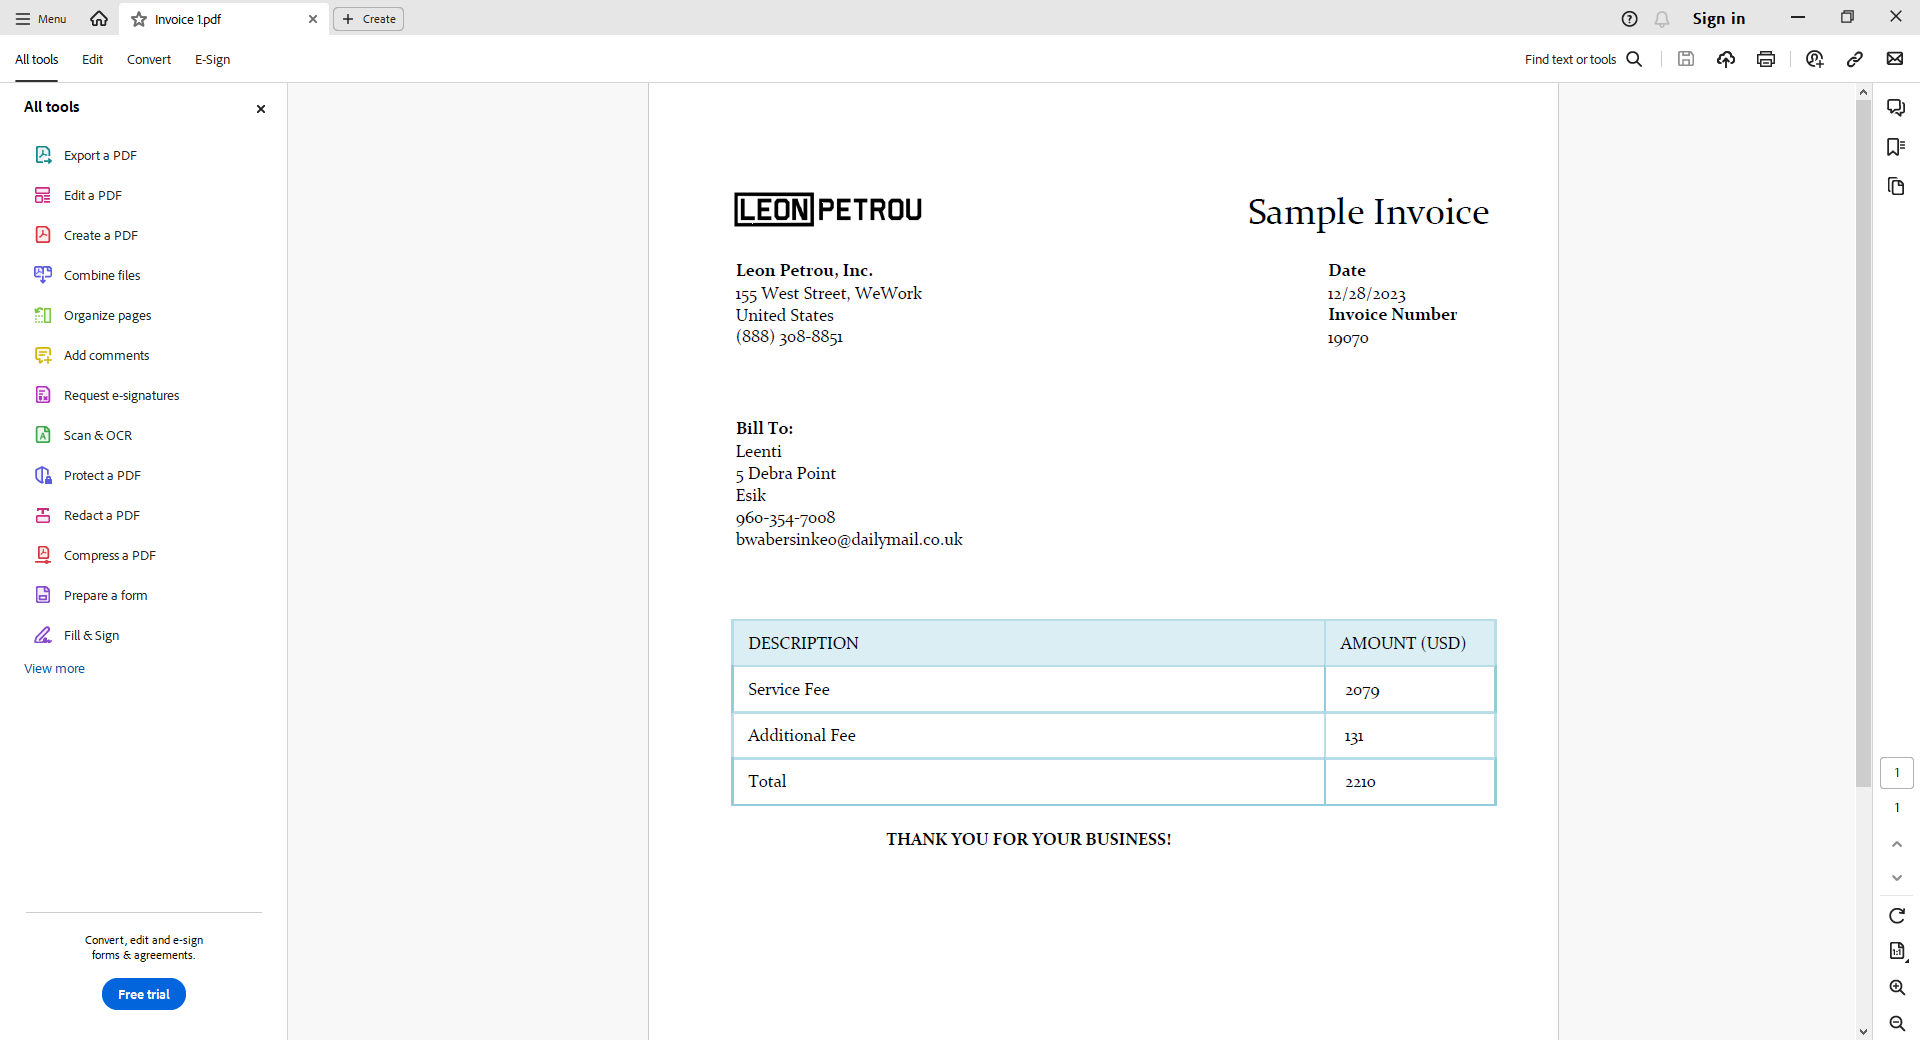 Menu
Invoice 1.pdf
Create
Sign in
All tools
Edit
Convert
E-Sign
Find text or tools
All tools
Export a PDF
Edit a PDF
Create a PDF
Combine files
Organize pages
Add comments
Request e-signatures
Scan & OCR
Protect a PDF
Redact a PDF
Compress a PDF
Prepare a form
Fill & Sign
View more
Convert, edit and e-sign
forms & agreements.
Free trial
LEON PETROU
Sample Invoice
Leon Petrou, Inc.
155 West Street, WeWork
United States
(888) 308-8851
Date
12/28/2023
Invoice Number
19070
Bill To:
Leenti
5 Debra Point
Esik
960-354-7008
bwabersinkeo@dailymail.co.uk
DESCRIPTION AMOUNT (USD)
Service Fee 2079
Additional Fee 131
Total 2210
THANK YOU FOR YOUR BUSINESS!
1
1
1:1